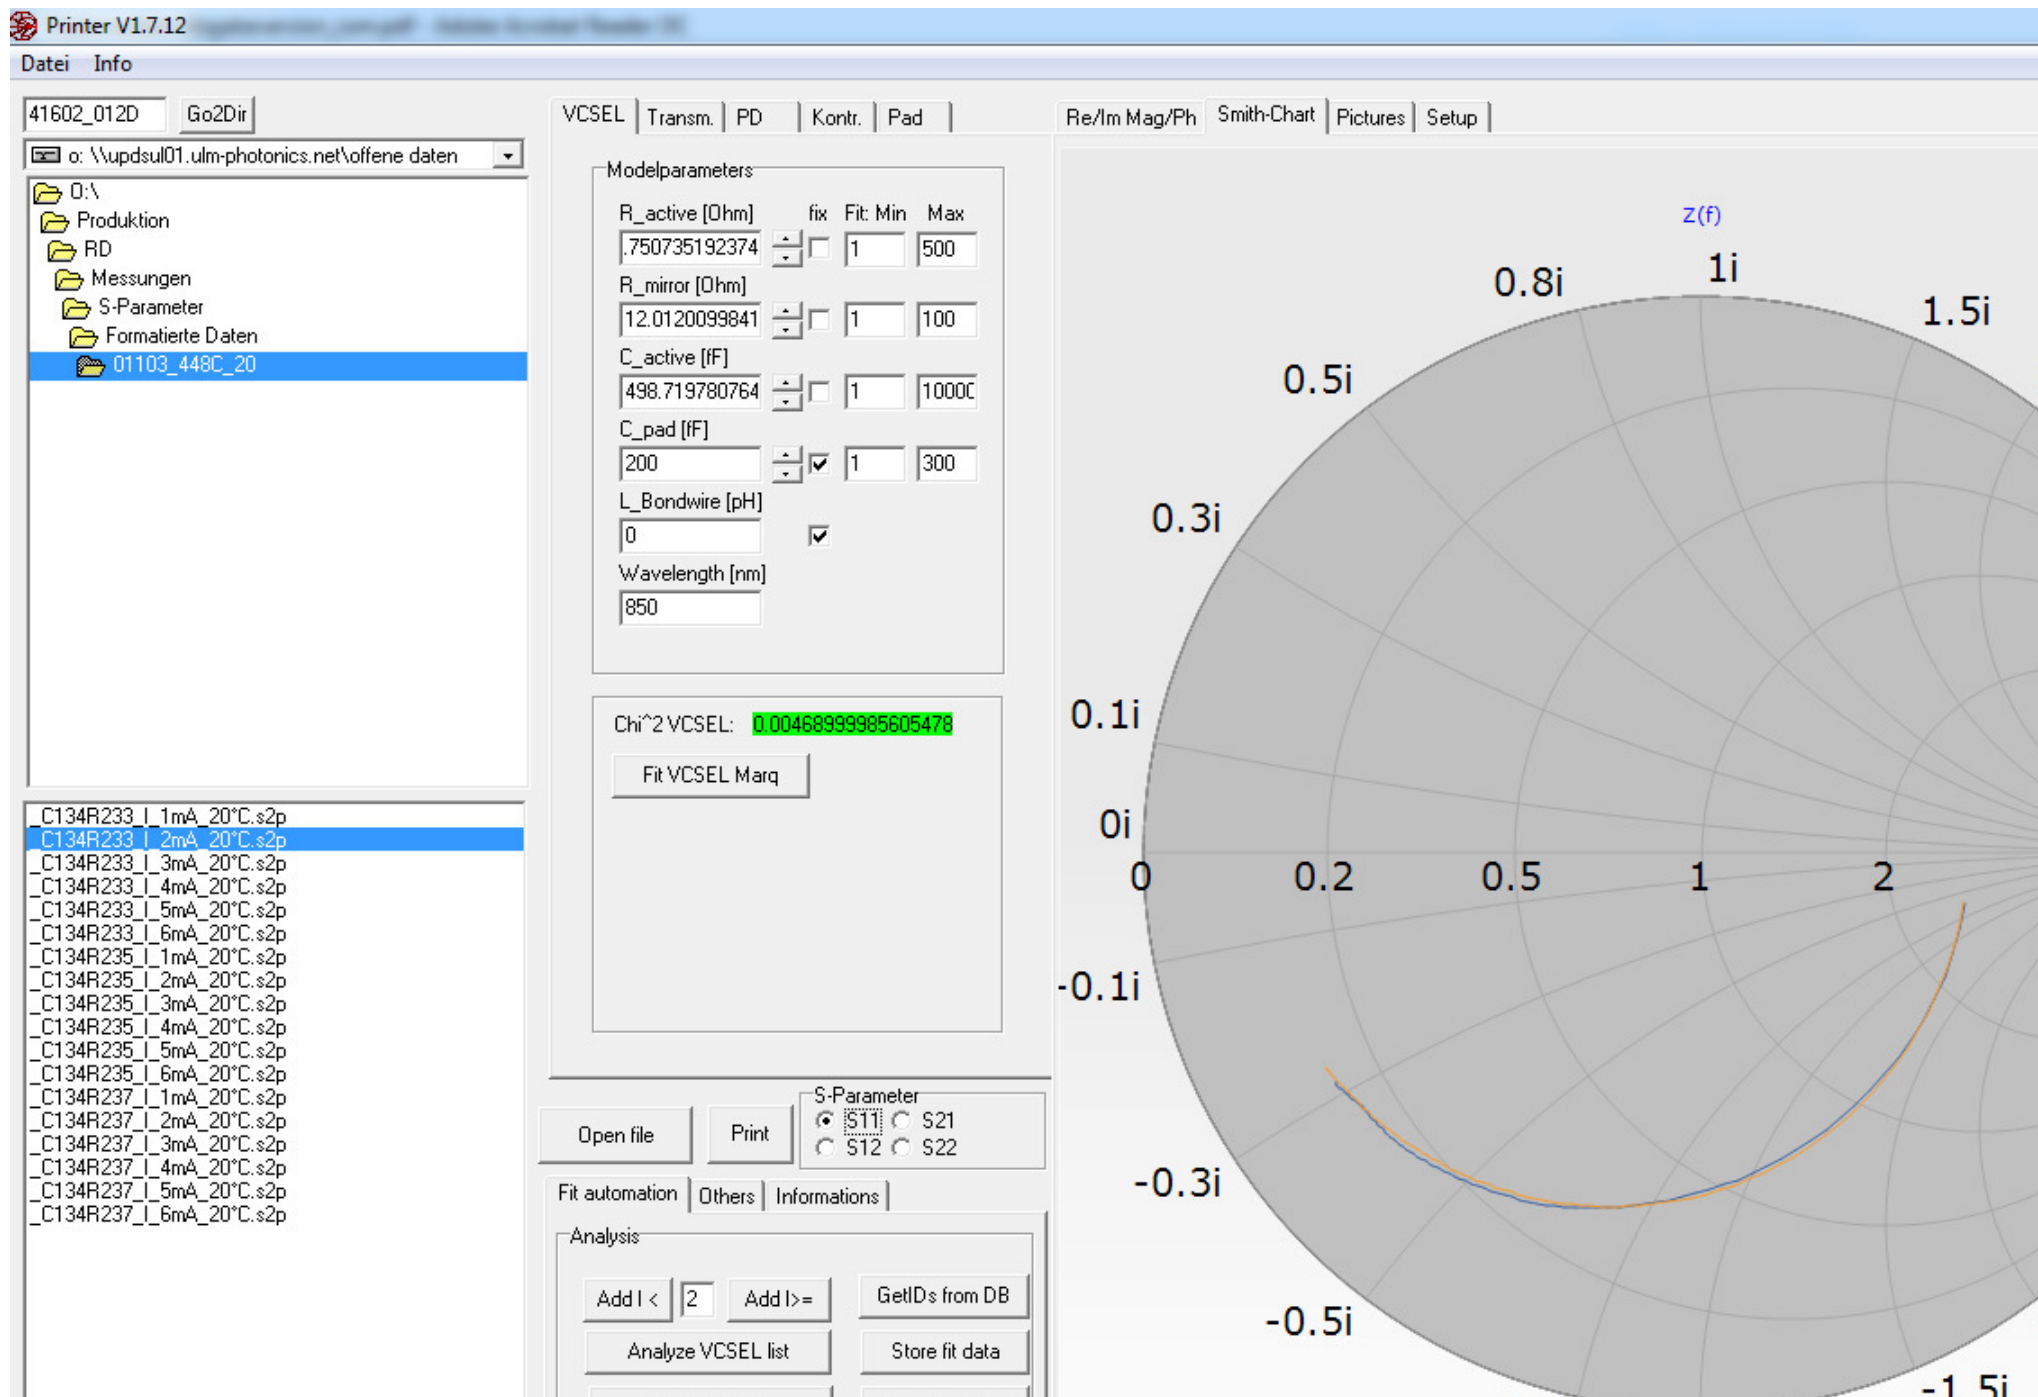 Printer V1.7.12
Datei Info
41602_012D Go2Dir
o: \\updsul01.ulm-photonics.net\offene daten
O:\
Produktion
RD
Messungen
S-Parameter
Formatierte Daten
01103_448C_20
_C134R233_I_1mA_20°C.s2p
_C134R233_I_2mA_20°C.s2p
_C134R233_I_3mA_20°C.s2p
_C134R233_I_4mA_20°C.s2p
_C134R233_I_5mA_20°C.s2p
_C134R233_I_6mA_20°C.s2p
_C134R235_I_1mA_20°C.s2p
_C134R235_I_2mA_20°C.s2p
_C134R235_I_3mA_20°C.s2p
_C134R235_I_4mA_20°C.s2p
_C134R235_I_5mA_20°C.s2p
_C134R235_I_6mA_20°C.s2p
_C134R237_I_1mA_20°C.s2p
_C134R237_I_2mA_20°C.s2p
_C134R237_I_3mA_20°C.s2p
_C134R237_I_4mA_20°C.s2p
_C134R237_I_5mA_20°C.s2p
_C134R237_I_6mA_20°C.s2p
VCSEL Transm. PD Kontr. Pad
Modelparameters
R_active [Ohm] fix Fit: Min Max
.750735192374 1 500
R_mirror [Ohm]
12.0120099841 1 100
C_active [fF]
498.719780764 1 1000
C_pad [fF]
200 1 300
L_Bondwire [pH]
0
Wavelength [nm]
850
Chi^2 VCSEL: 0.00468999985605478
Fit VCSEL Marq
Open file Print
S-Parameter
S11 S21
S12 S22
Fit automation Others Informations
Analysis
Add I < 2 Add I>= GetIDs from DB
Analyze VCSEL list Store fit data
Re/Im Mag/Ph Smith-Chart Pictures Setup
z(f)
0.8i 1i 1.5i
0.5i
0.3i
0.1i
0i
0 0.2 0.5 1 2
-0.1i
-0.3i
-0.5i
-1.5i